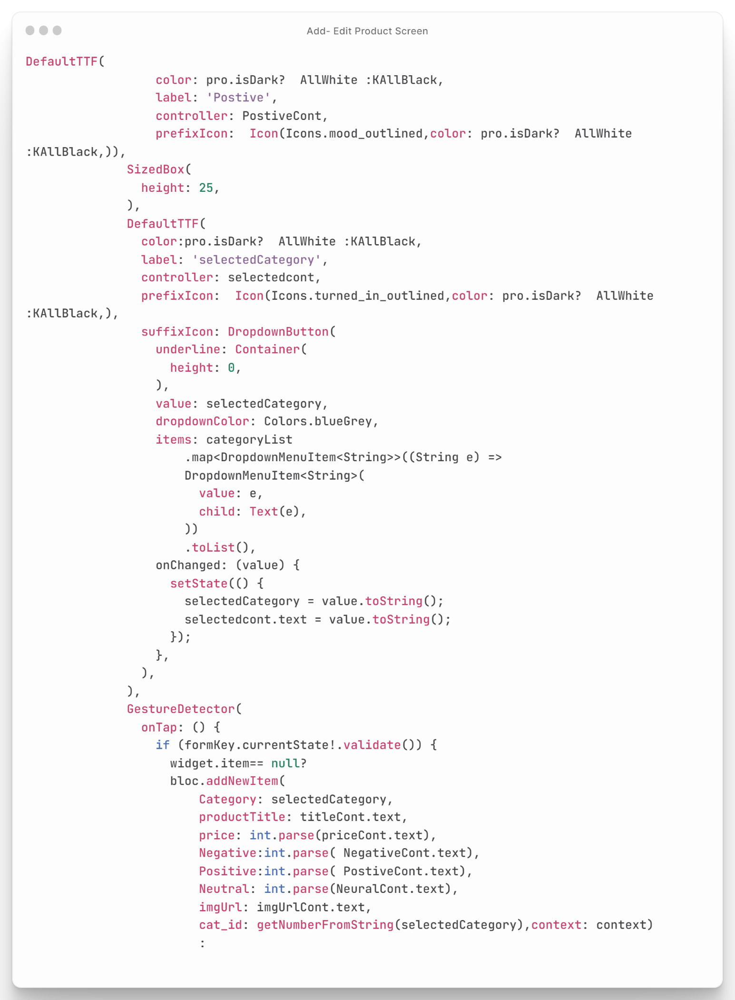 Add- Edit Product Screen
DefaultTTF(
                  color: pro.isDark?  AllWhite :KAllBlack,
                  label: 'Postive',
                  controller: PostiveCont,
                  prefixIcon:  Icon(Icons.mood_outlined,color: pro.isDark?  AllWhite
:KAllBlack,)),
              SizedBox(
                height: 25,
              ),
              DefaultTTF(
                color:pro.isDark?  AllWhite :KAllBlack,
                label: 'selectedCategory',
                controller: selectedcont,
                prefixIcon:  Icon(Icons.turned_in_outlined,color: pro.isDark?  AllWhite
:KAllBlack,),
                suffixIcon: DropdownButton(
                  underline: Container(
                    height: 0,
                  ),
                  value: selectedCategory,
                  dropdownColor: Colors.blueGrey,
                  items: categoryList
                      .map<DropdownMenuItem<String>>((String e) =>
                      DropdownMenuItem<String>(
                        value: e,
                        child: Text(e),
                      ))
                      .toList(),
                  onChanged: (value) {
                    setState(() {
                      selectedCategory = value.toString();
                      selectedcont.text = value.toString();
                    });
                  },
                ),
              ),
              GestureDetector(
                onTap: () {
                  if (formKey.currentState!.validate()) {
                    widget.item== null?
                    bloc.addNewItem(
                        Category: selectedCategory,
                        productTitle: titleCont.text,
                        price: int.parse(priceCont.text),
                        Negative:int.parse( NegativeCont.text),
                        Positive:int.parse( PostiveCont.text),
                        Neutral: int.parse(NeuralCont.text),
                        imgUrl: imgUrlCont.text,
                        cat_id: getNumberFromString(selectedCategory),context: context)
                        :